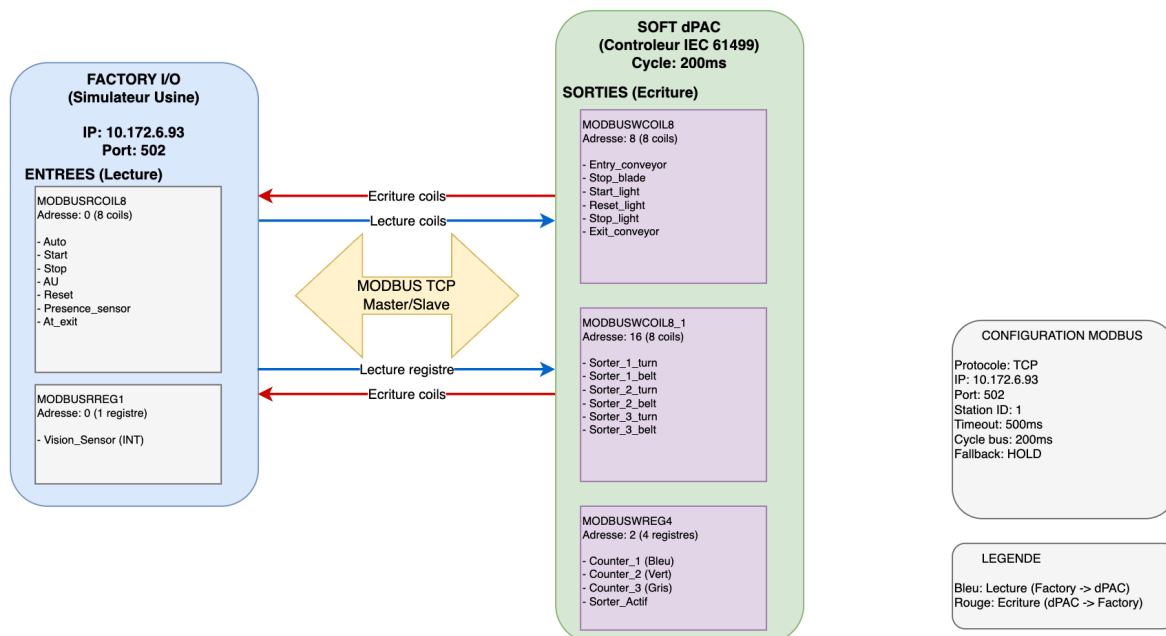 FACTORY I/O
(Simulateur Usine)
IP: 10.172.6.93
Port: 502
ENTREES (Lecture)
MODBUSRCOIL8
Adresse: 0 (8 coils)
- Auto
- Start
- Stop
- AU
- Reset
- Presence_sensor
- At_exit
MODBUSRREG1
Adresse: 0 (1 registre)
- Vision_Sensor (INT)
Ecriture coils
Lecture coils
MODBUS TCP
Master/Slave
Lecture registre
Ecriture coils
SOFT dPAC
(Controleur IEC 61499)
Cycle: 200ms
SORTIES (Ecriture)
MODBUSWCOIL8
Adresse: 8 (8 coils)
- Entry_conveyor
- Stop_blade
- Start_light
- Reset_light
- Stop_light
- Exit_conveyor
MODBUSWCOIL8_1
Adresse: 16 (8 coils)
- Sorter_1_turn
- Sorter_1_belt
- Sorter_2_turn
- Sorter_2_belt
- Sorter_3_turn
- Sorter_3_belt
MODBUSWREG4
Adresse: 2 (4 registres)
- Counter_1 (Bleu)
- Counter_2 (Vert)
- Counter_3 (Gris)
- Sorter_Actif
CONFIGURATION MODBUS
Protocole: TCP
IP: 10.172.6.93
Port: 502
Station ID: 1
Timeout: 500ms
Cycle bus: 200ms
Fallback: HOLD
LEGENDE
Bleu: Lecture (Factory -> dPAC)
Rouge: Ecriture (dPAC -> Factory)